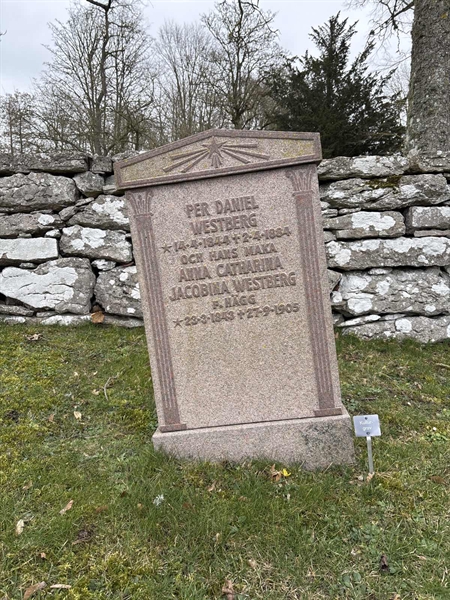 PER DANIEL
WESTBERG
*14-4-1844 † 2-4-1884
OCH HANS MAKA
ANNA CATHARINA
JACOBINA WESTBERG
F. HÄGG
*23-3-1843 † 27-9-1905